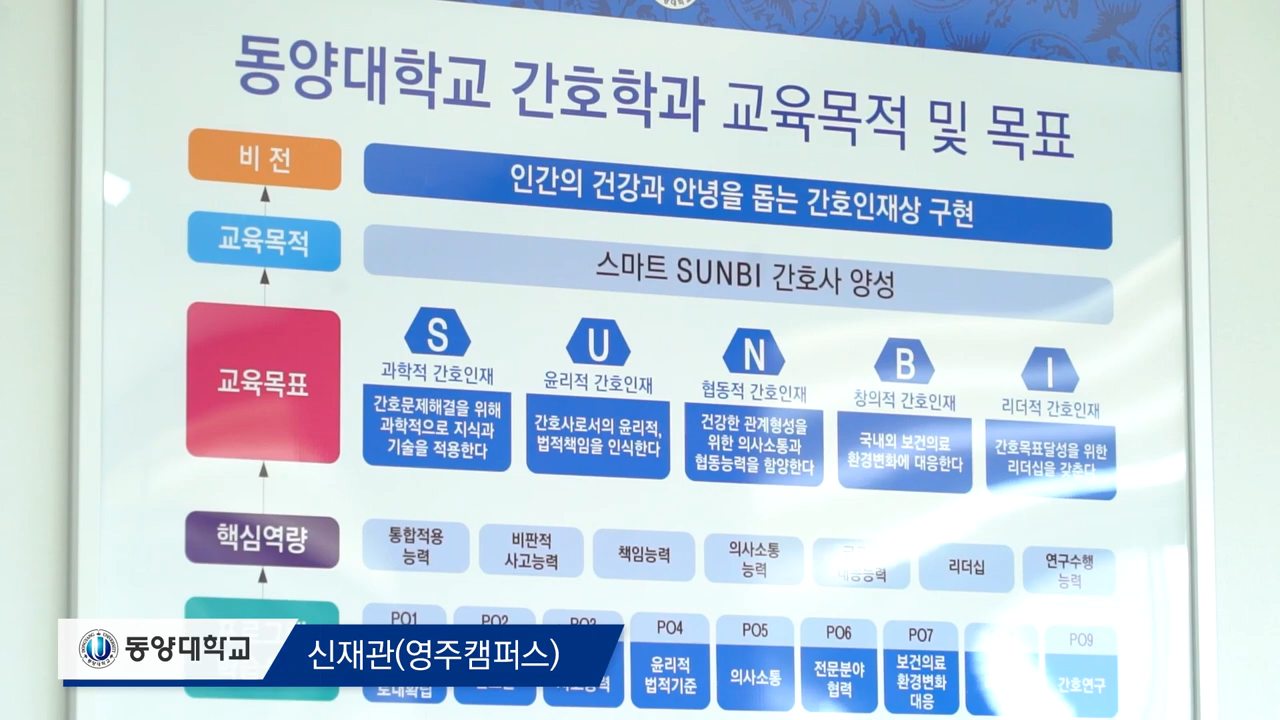 동양대학교 간호학과 교육목적 및 목표
비 전
인간의 건강과 안녕을 돕는 간호인재상 구현
교육목적
스마트 SUNBI 간호사 양성
교육목표
S
과학적 간호인재
간호문제해결을 위해
과학적으로 지식과
기술을 적용한다
U
윤리적 간호인재
간호사로서의 윤리적,
법적책임을 인식한다
N
협동적 간호인재
건강한 관계형성을
위한 의사소통과
협동능력을 함양한다
B
창의적 간호인재
국내외 보건의료
환경변화에 대응한다
I
리더적 간호인재
간호목표달성을 위한
리더십을 갖춘다
핵심역량
통합적용
능력
비판적
사고능력
책임능력
의사소통
능력
대응능력
리더십
연구수행
능력
PO1
PO2
PO3
PO4
윤리적
법적기준
PO5
의사소통
PO6
전문분야
협력
PO7
보건의료
환경변화
대응
PO9
간호연구
동양대학교
신재관(영주캠퍼스)